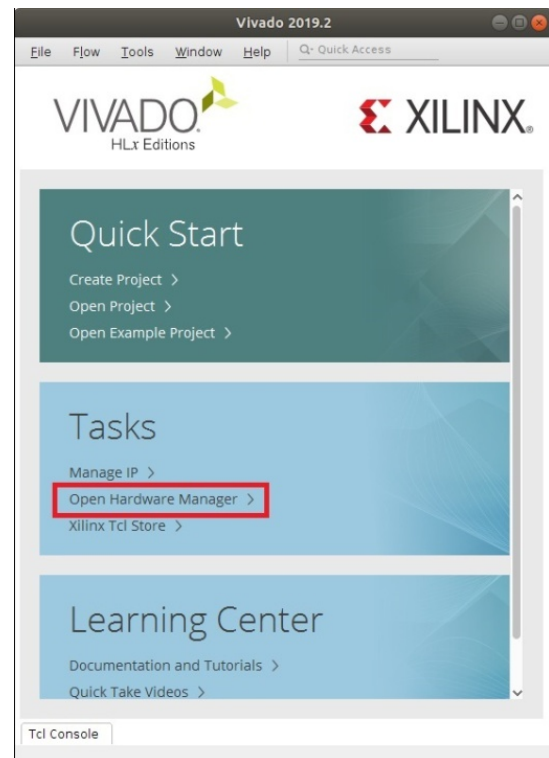 Vivado 2019.2
File Flow Tools Window Help Quick Access
VIVADO.
HLx Editions
XILINX.
Quick Start
Create Project >
Open Project >
Open Example Project >
Tasks
Manage IP >
Open Hardware Manager >
Xilinx Tcl Store >
Learning Center
Documentation and Tutorials >
Quick Take Videos >
Tcl Console